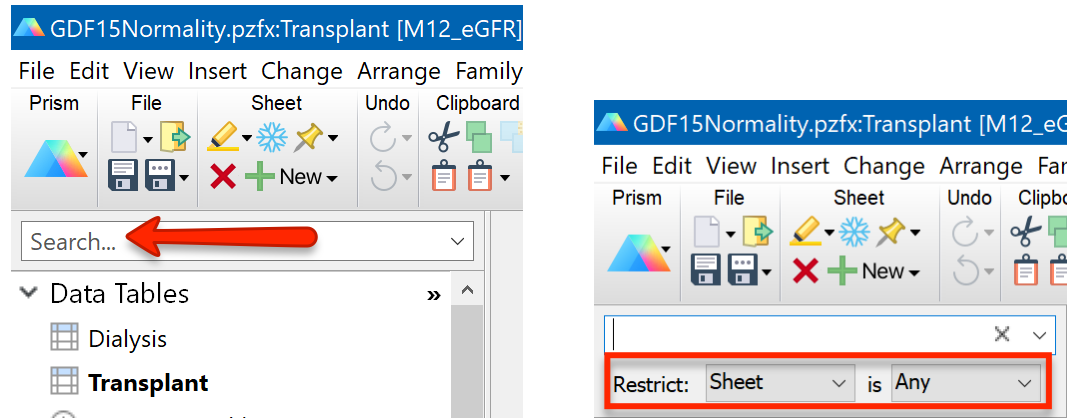 GDF15Normality.pzfx:Transplant [M12_eGFR]
File Edit View Insert Change Arrange Family
Prism File Sheet Undo Clipboard
New
Search...
Data Tables »
Dialysis
Transplant
GDF15Normality.pzfx:Transplant [M12_eG
File Edit View Insert Change Arrange Fa
Prism File Sheet Undo Clipb
New
Restrict: Sheet is Any